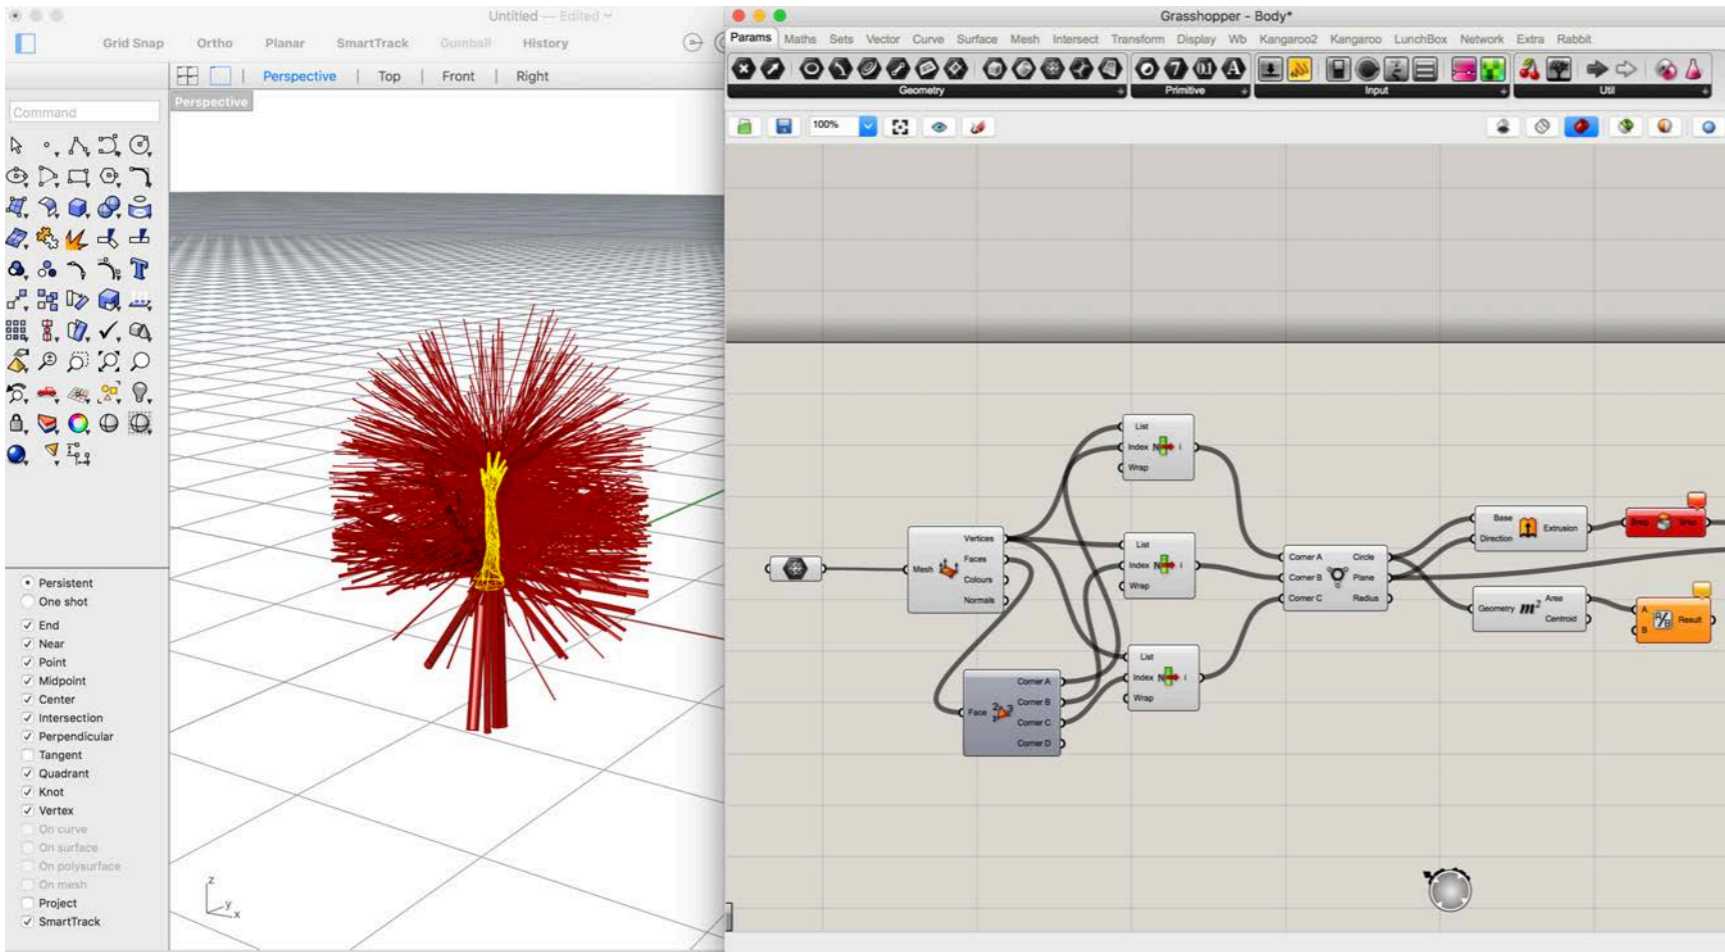 Untitled — Edited
Grid Snap Ortho Planar SmartTrack Gumball History
Perspective Top Front Right
Perspective
Command
Persistent
One shot
End
Near
Point
Midpoint
Center
Intersection
Perpendicular
Tangent
Quadrant
Knot
Vertex
On curve
On surface
On polysurface
On mesh
Project
SmartTrack
z
y
x
Grasshopper - Body*
Params Maths Sets Vector Curve Surface Mesh Intersect Transform Display Wb Kangaroo2 Kangaroo LunchBox Network Extra Rabbit
Geometry Primitive Input Util
100%
List
Index N i
Wrap
Mesh
Vertices
Faces
Colours
Normals
List
Index N i
Wrap
List
Index N i
Wrap
Face
Corner A
Corner B
Corner C
Corner D
Corner A Circle
Corner B Plane
Corner C Radius
Base
Direction
Extrusion
Brep Brep
Geometry m²
Area
Centroid
A
B
A/B
Result